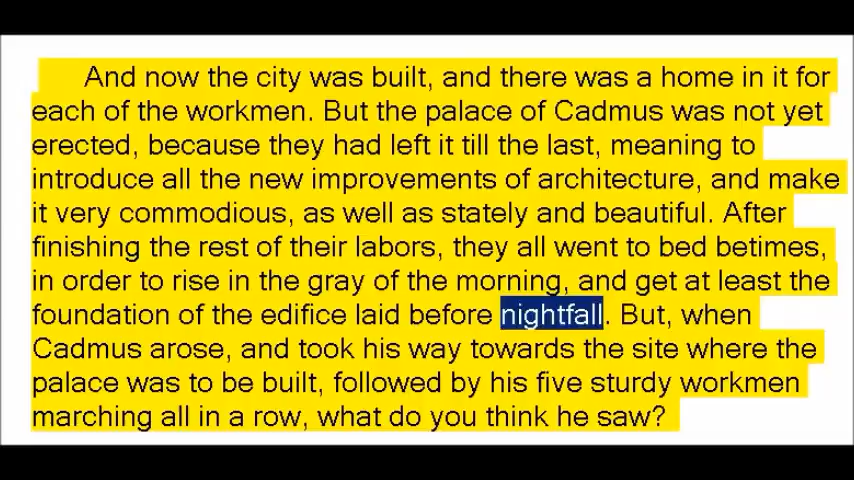 And now the city was built, and there was a home in it for
each of the workmen. But the palace of Cadmus was not yet
erected, because they had left it till the last, meaning to
introduce all the new improvements of architecture, and make
it very commodious, as well as stately and beautiful. After
finishing the rest of their labors, they all went to bed betimes,
in order to rise in the gray of the morning, and get at least the
foundation of the edifice laid before nightfall. But, when
Cadmus arose, and took his way towards the site where the
palace was to be built, followed by his five sturdy workmen
marching all in a row, what do you think he saw?